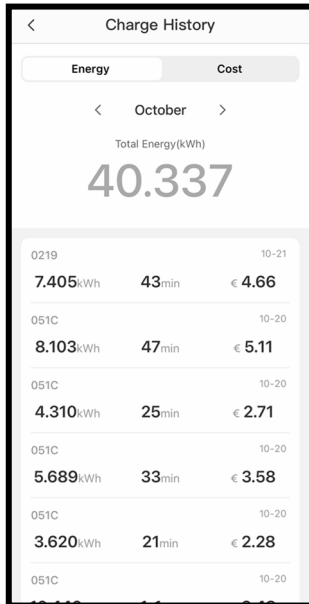 Charge History
Energy Cost
October
Total Energy(kWh)
40.337
0219 10-21
7.405kWh 43min € 4.66
051C 10-20
8.103kWh 47min € 5.11
051C 10-20
4.310kWh 25min € 2.71
051C 10-20
5.689kWh 33min € 3.58
051C 10-20
3.620kWh 21min € 2.28
051C 10-20